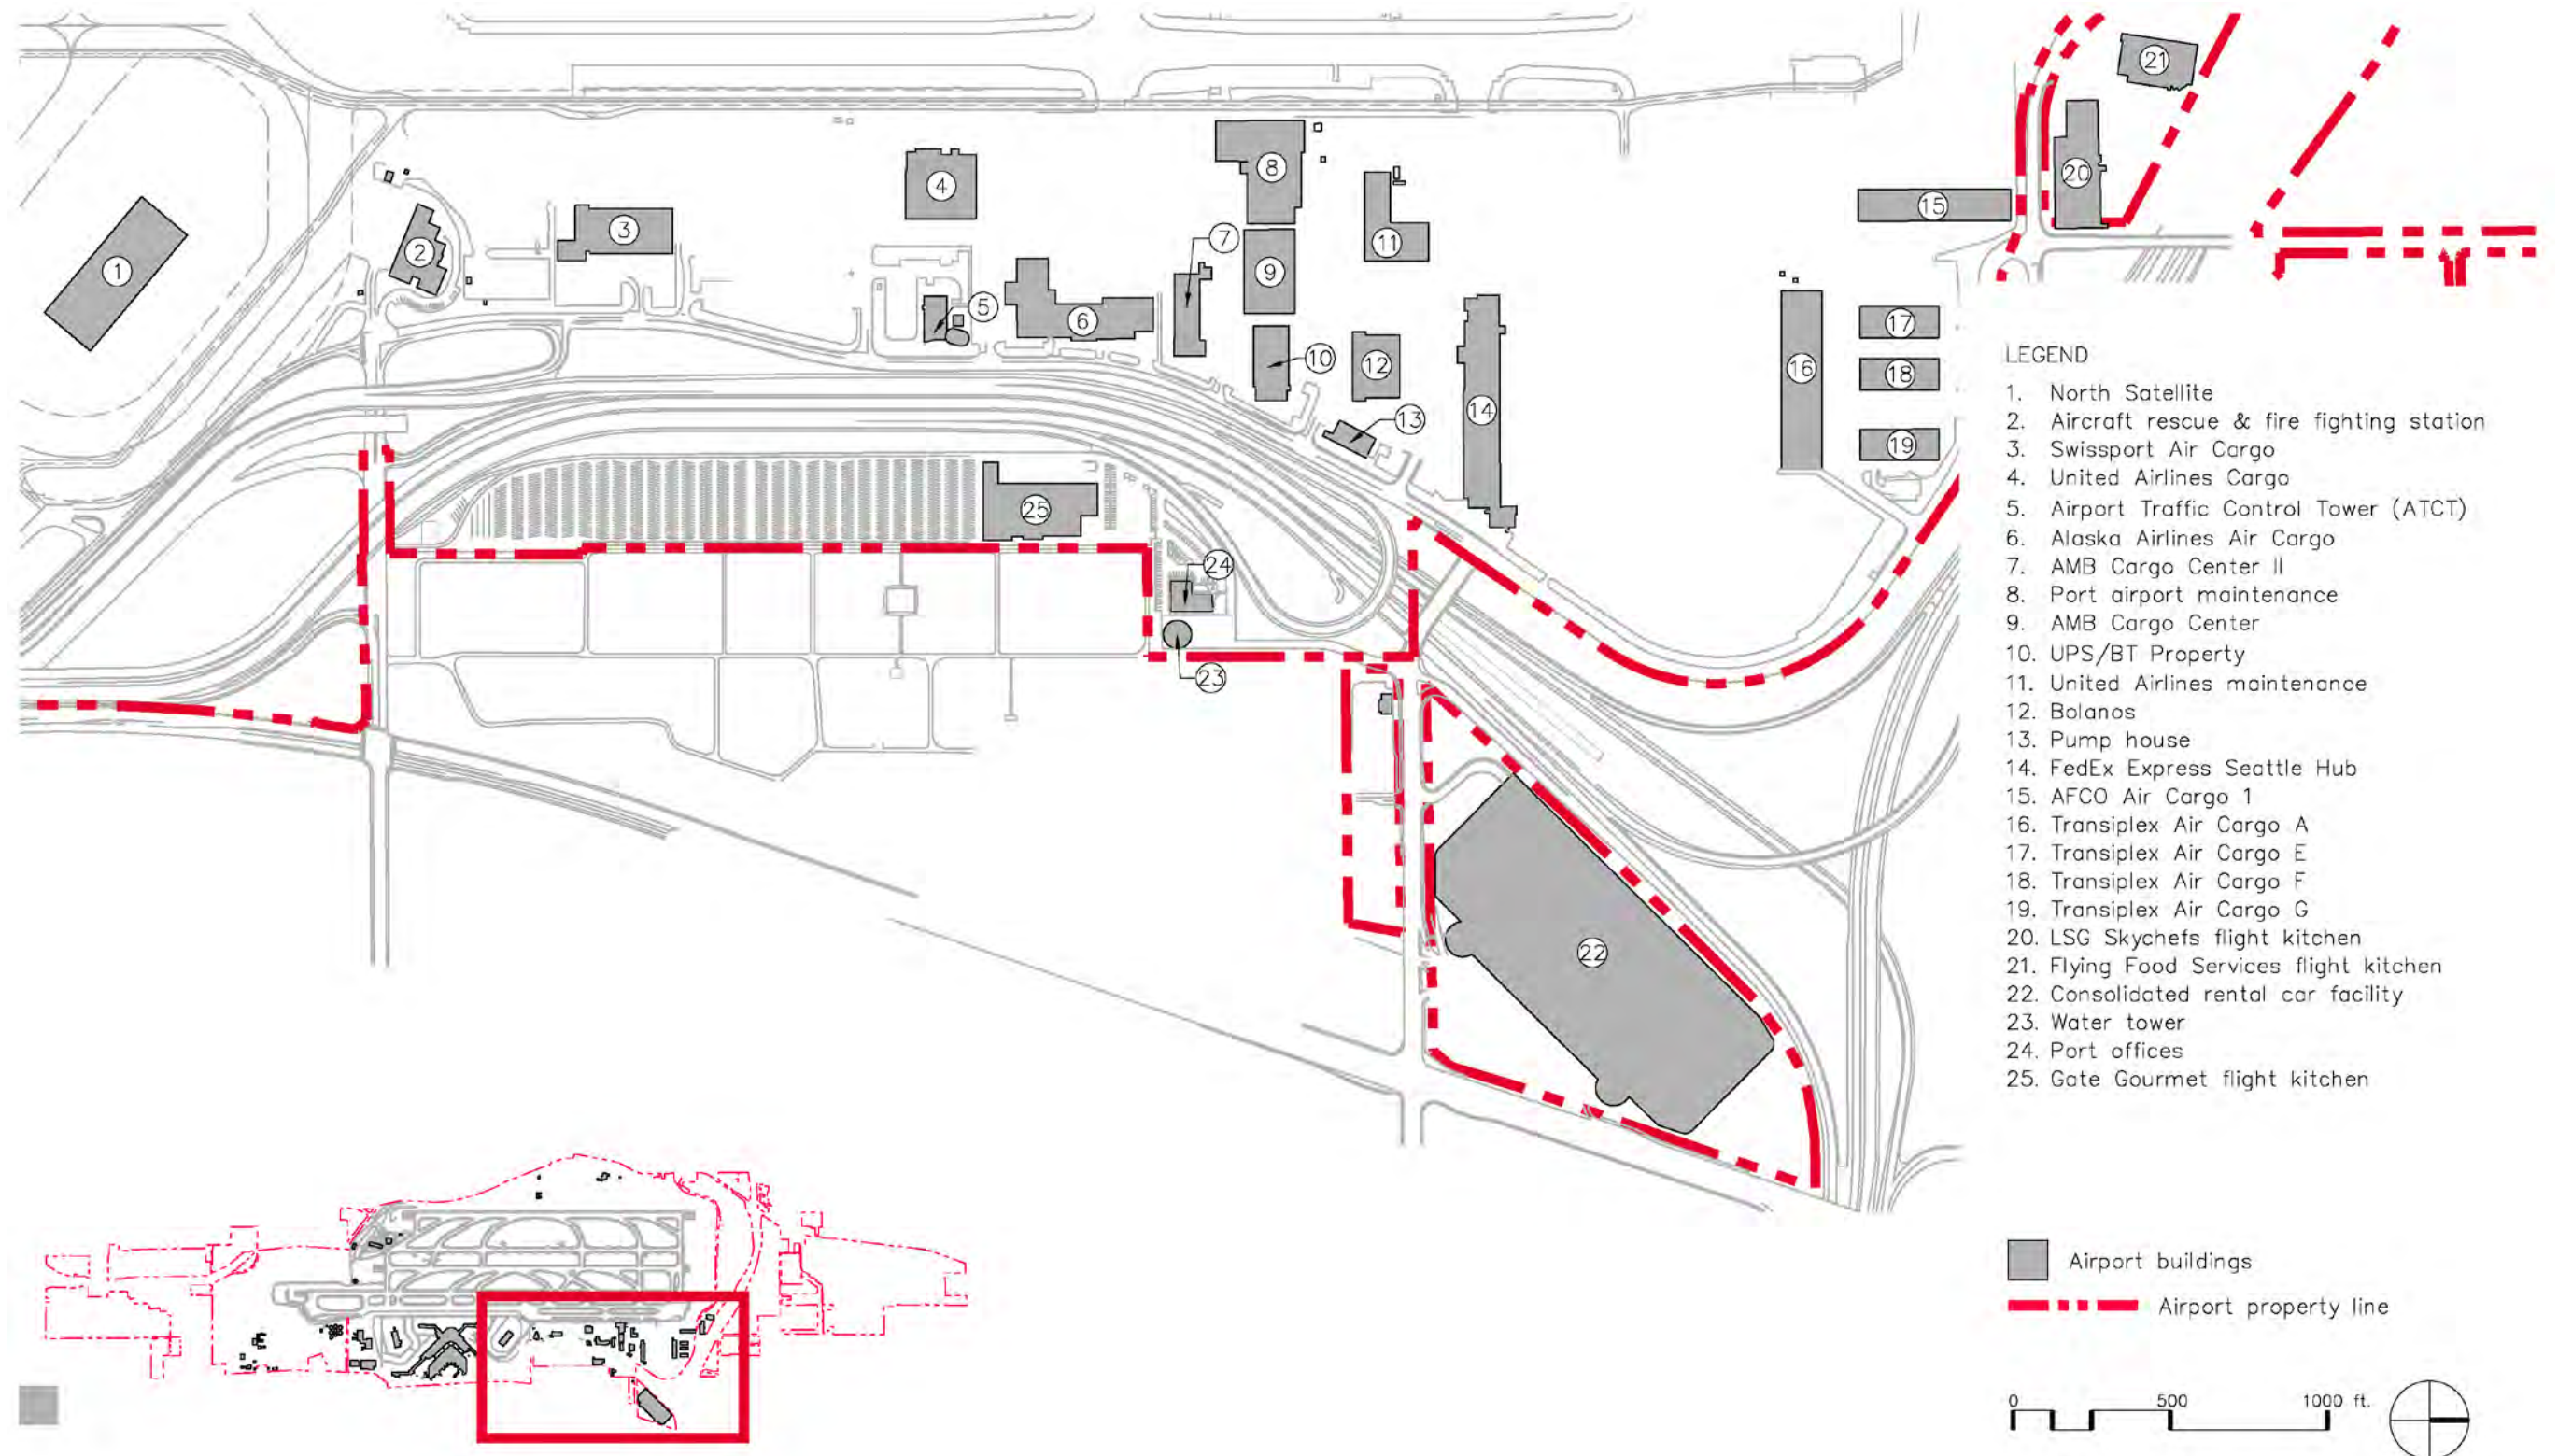 21
20
15
4
8
3
7
11
2
9
1
5
6
17
10
12
16
18
14
13
19
25
24
23
22
LEGEND
1. North Satellite
2. Aircraft rescue & fire fighting station
3. Swissport Air Cargo
4. United Airlines Cargo
5. Airport Traffic Control Tower (ATCT)
6. Alaska Airlines Air Cargo
7. AMB Cargo Center II
8. Port airport maintenance
9. AMB Cargo Center
10. UPS/BT Property
11. United Airlines maintenance
12. Bolanos
13. Pump house
14. FedEx Express Seattle Hub
15. AFCO Air Cargo 1
16. Transiplex Air Cargo A
17. Transiplex Air Cargo E
18. Transiplex Air Cargo F
19. Transiplex Air Cargo G
20. LSG Skychefs flight kitchen
21. Flying Food Services flight kitchen
22. Consolidated rental car facility
23. Water tower
24. Port offices
25. Gate Gourmet flight kitchen
Airport buildings
Airport property line
0 500 1000 ft.